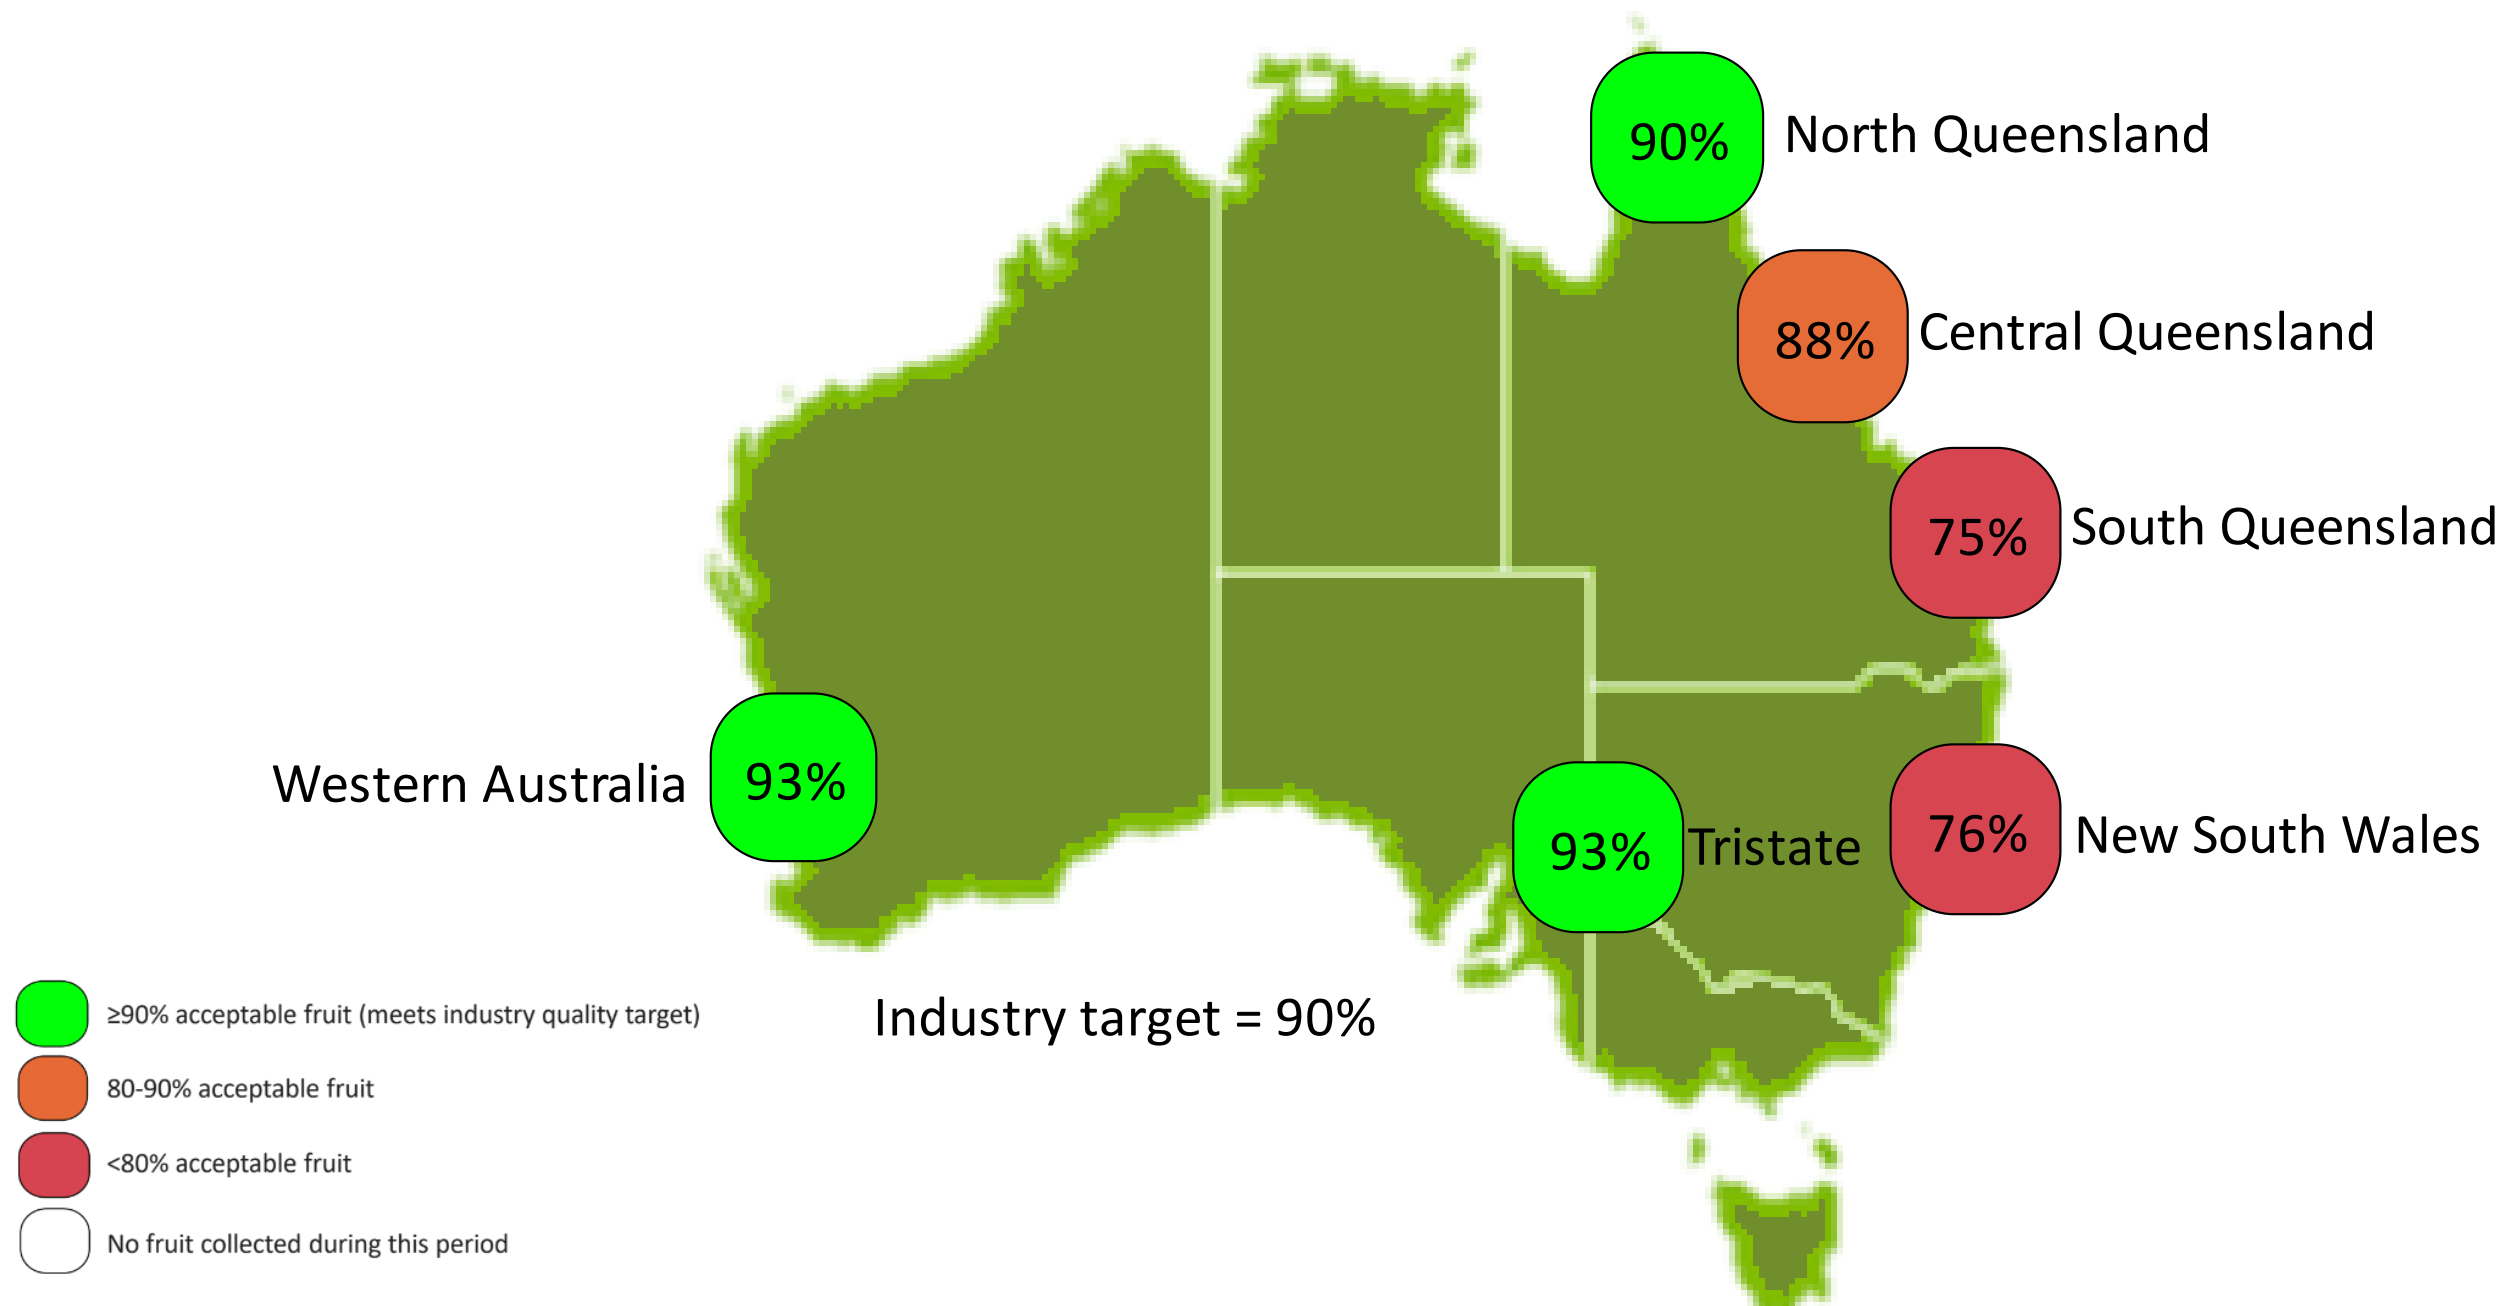 90% North Queensland
88% Central Queensland
75% South Queensland
Western Australia 93%
93% Tristate
76% New South Wales
Industry target = 90%
≥90% acceptable fruit (meets industry quality target)
80-90% acceptable fruit
<80% acceptable fruit
No fruit collected during this period